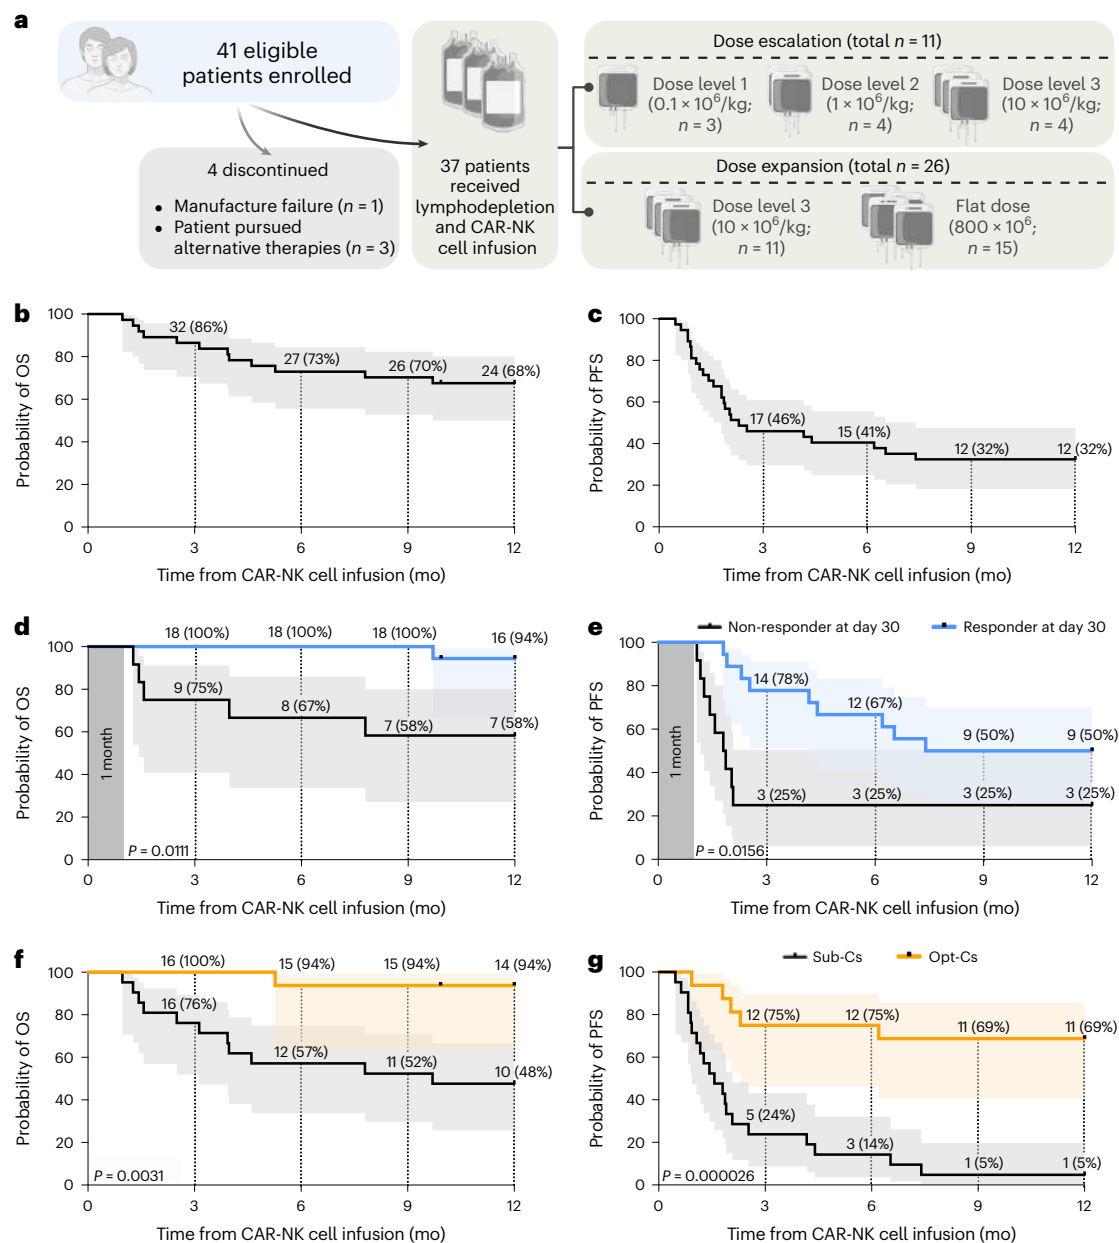 a
41 eligible
patients enrolled
4 discontinued
• Manufacture failure (n = 1)
• Patient pursued
alternative therapies (n = 3)
37 patients
received
lymphodepletion
and CAR-NK
cell infusion
Dose escalation (total n = 11)
Dose level 1
(0.1 × 10⁶/kg;
n = 3)
Dose level 2
(1 × 10⁶/kg;
n = 4)
Dose level 3
(10 × 10⁶/kg;
n = 4)
Dose expansion (total n = 26)
Dose level 3
(10 × 10⁶/kg;
n = 11)
Flat dose
(800 × 10⁶;
n = 15)
b
Probability of OS
100
80
60
40
20
0
32 (86%)
27 (73%)
26 (70%)
24 (68%)
0 3 6 9 12
Time from CAR-NK cell infusion (mo)
c
Probability of PFS
100
80
60
40
20
0
17 (46%)
15 (41%)
12 (32%)
12 (32%)
0 3 6 9 12
Time from CAR-NK cell infusion (mo)
d
Probability of OS
100
80
60
40
20
0
18 (100%)
18 (100%)
18 (100%)
16 (94%)
9 (75%)
8 (67%)
7 (58%)
7 (58%)
1 month
P = 0.0111
0 3 6 9 12
Time from CAR-NK cell infusion (mo)
e
Non-responder at day 30
Responder at day 30
Probability of PFS
100
80
60
40
20
0
14 (78%)
12 (67%)
9 (50%)
9 (50%)
3 (25%)
3 (25%)
3 (25%)
3 (25%)
1 month
P = 0.0156
0 3 6 9 12
Time from CAR-NK cell infusion (mo)
f
Probability of OS
100
80
60
40
20
0
16 (100%)
15 (94%)
15 (94%)
14 (94%)
16 (76%)
12 (57%)
11 (52%)
10 (48%)
P = 0.0031
0 3 6 9 12
Time from CAR-NK cell infusion (mo)
g
Sub-Cs
Opt-Cs
Probability of PFS
100
80
60
40
20
0
12 (75%)
12 (75%)
11 (69%)
11 (69%)
5 (24%)
3 (14%)
1 (5%)
1 (5%)
P = 0.000026
0 3 6 9 12
Time from CAR-NK cell infusion (mo)